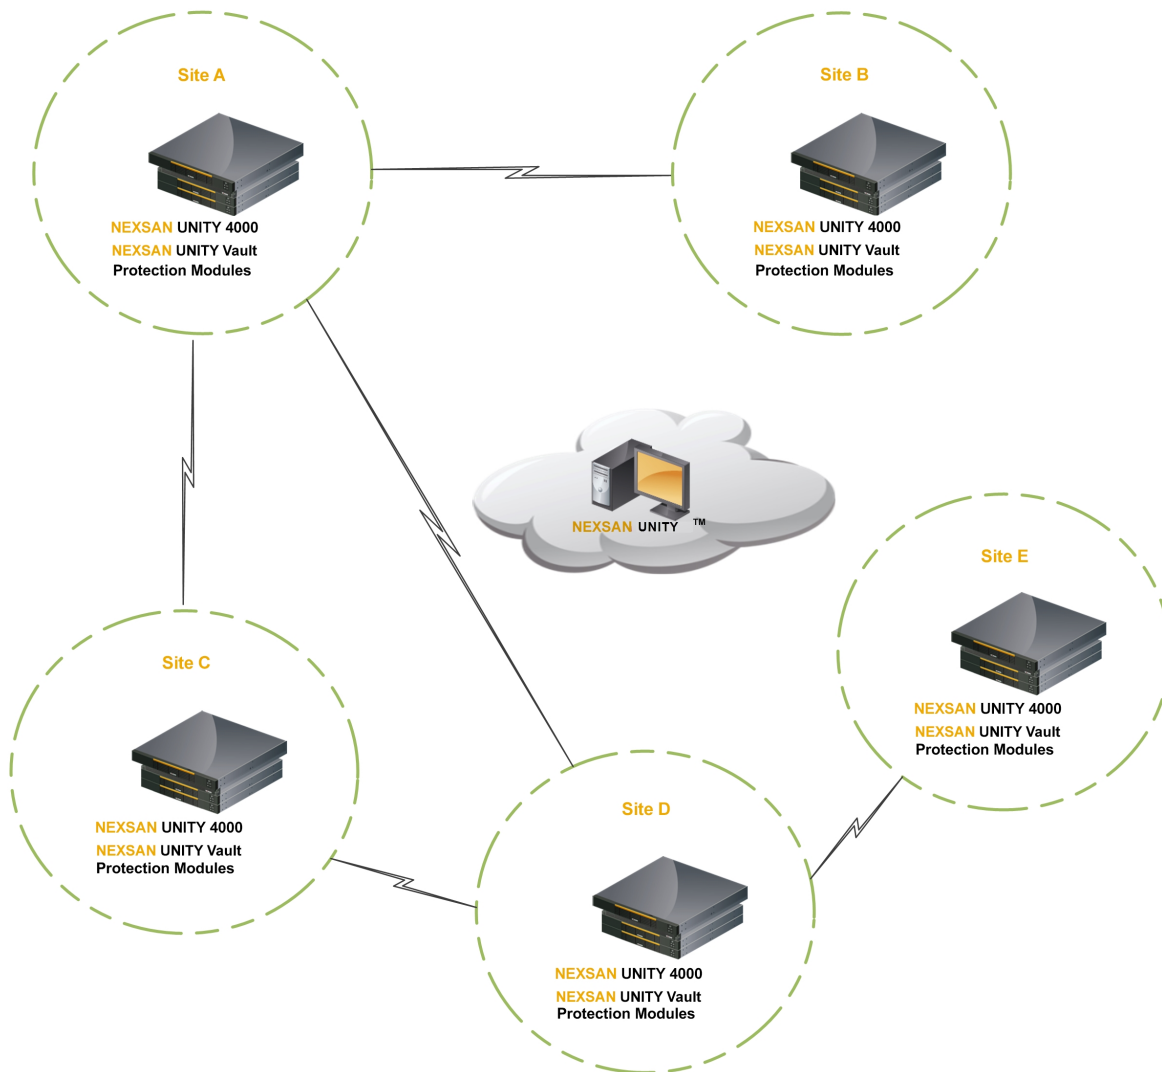 Site A
NEXSAN UNITY 4000
NEXSAN UNITY Vault
Protection Modules
Site B
NEXSAN UNITY 4000
NEXSAN UNITY Vault
Protection Modules
NEXSAN UNITY ™
Site E
NEXSAN UNITY 4000
NEXSAN UNITY Vault
Protection Modules
Site C
NEXSAN UNITY 4000
NEXSAN UNITY Vault
Protection Modules
Site D
NEXSAN UNITY 4000
NEXSAN UNITY Vault
Protection Modules